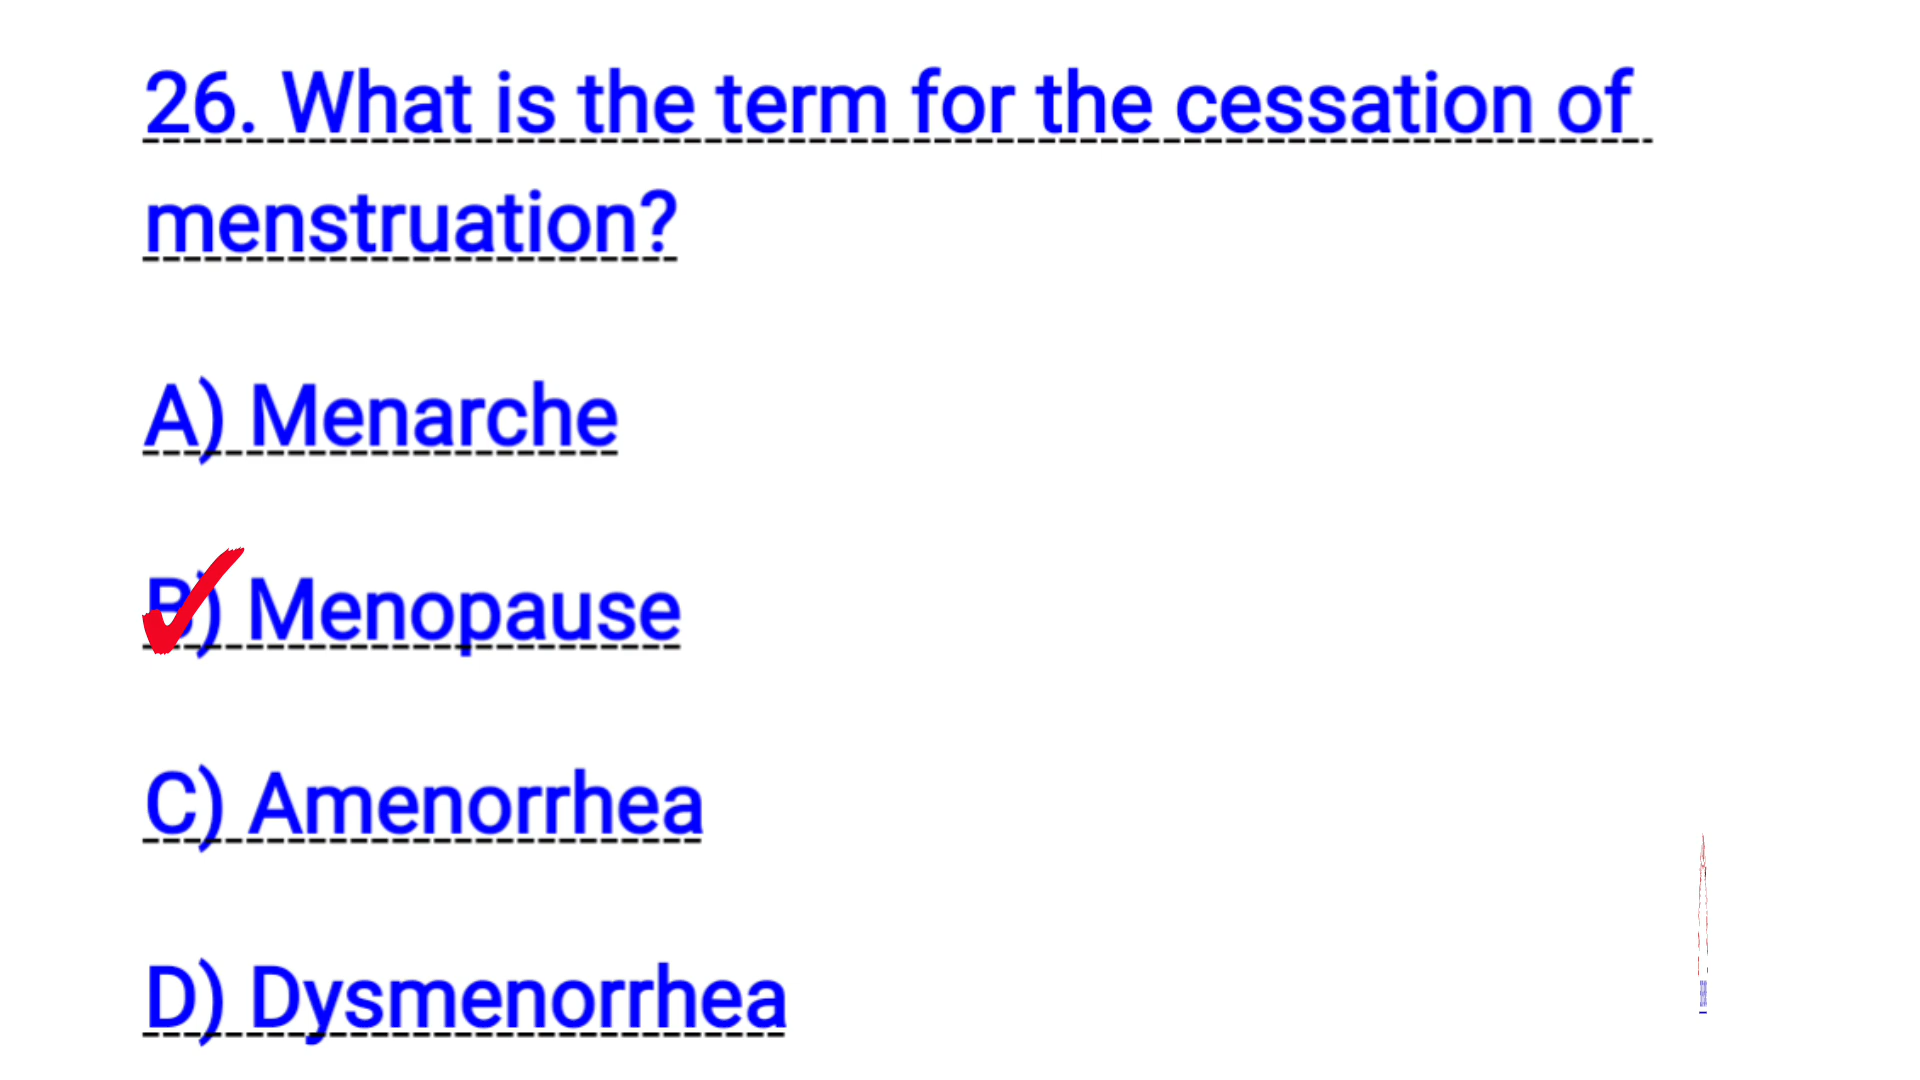 26. What is the term for the cessation of
menstruation?
A) Menarche
B) Menopause
C) Amenorrhea
D) Dysmenorrhea